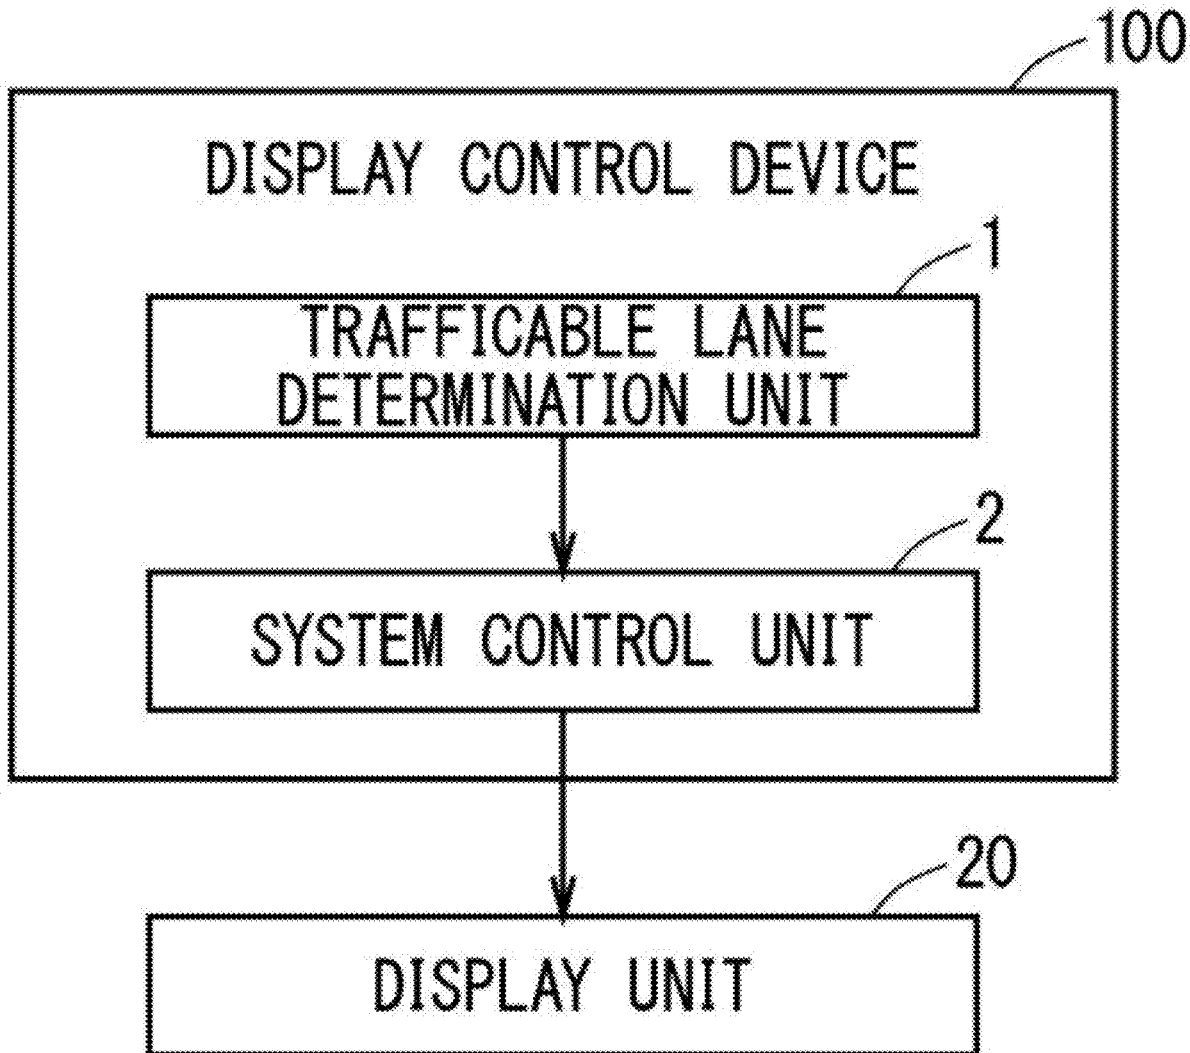 100
DISPLAY CONTROL DEVICE
1
TRAFFICABLE LANE
DETERMINATION UNIT
2
SYSTEM CONTROL UNIT
20
DISPLAY UNIT